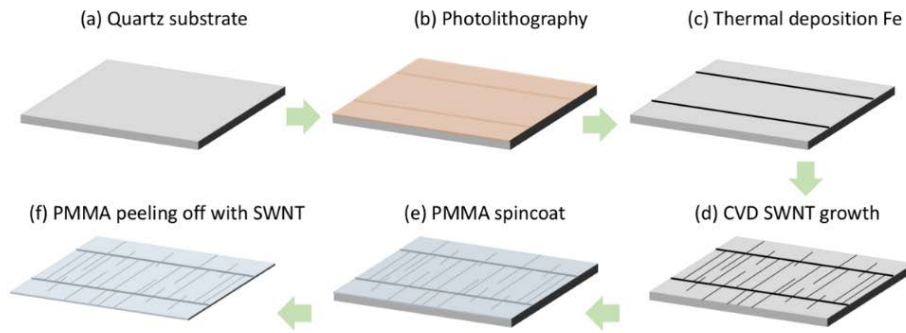 (a) Quartz substrate
(b) Photolithography
(c) Thermal deposition Fe
(f) PMMA peeling off with SWNT
(e) PMMA spincoat
(d) CVD SWNT growth